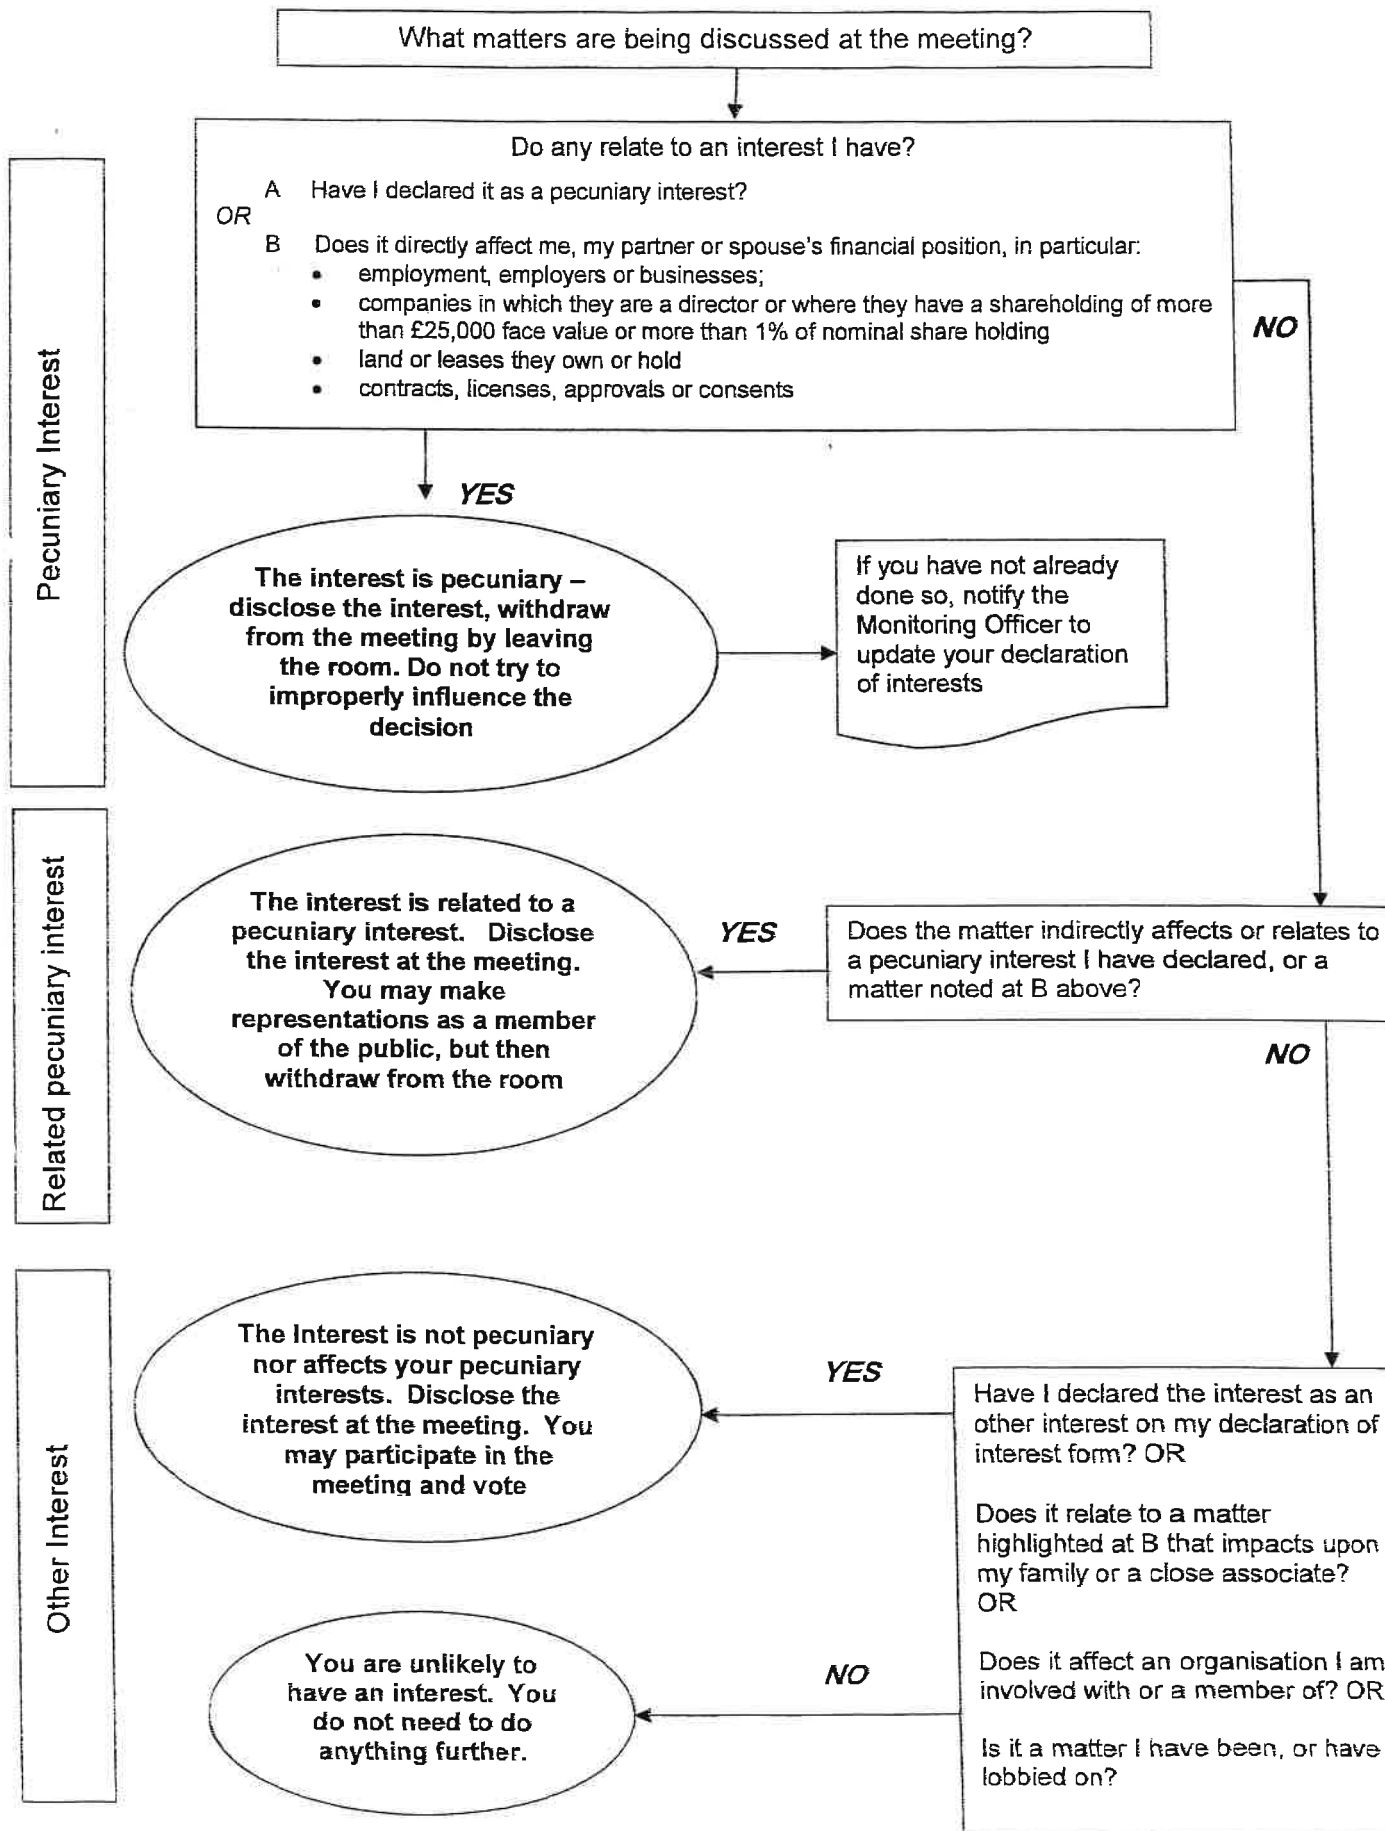 What matters are being discussed at the meeting?
Do any relate to an interest I have?
A Have I declared it as a pecuniary interest?
OR
B Does it directly affect me, my partner or spouse's financial position, in particular:
• employment, employers or businesses;
• companies in which they are a director or where they have a shareholding of more
than £25,000 face value or more than 1% of nominal share holding
• land or leases they own or hold
• contracts, licenses, approvals or consents
NO
Pecuniary Interest
YES
The interest is pecuniary –
disclose the interest, withdraw
from the meeting by leaving
the room. Do not try to
improperly influence the
decision
If you have not already
done so, notify the
Monitoring Officer to
update your declaration
of interests
Related pecuniary interest
The interest is related to a
pecuniary interest. Disclose
the interest at the meeting.
You may make
representations as a member
of the public, but then
withdraw from the room
YES
Does the matter indirectly affects or relates to
a pecuniary interest I have declared, or a
matter noted at B above?
NO
Other Interest
The Interest is not pecuniary
nor affects your pecuniary
interests. Disclose the
interest at the meeting. You
may participate in the
meeting and vote
YES
Have I declared the interest as an
other interest on my declaration of
interest form? OR
Does it relate to a matter
highlighted at B that impacts upon
my family or a close associate?
OR
Does it affect an organisation I am
involved with or a member of? OR
Is it a matter I have been, or have
lobbied on?
NO
You are unlikely to
have an interest. You
do not need to do
anything further.